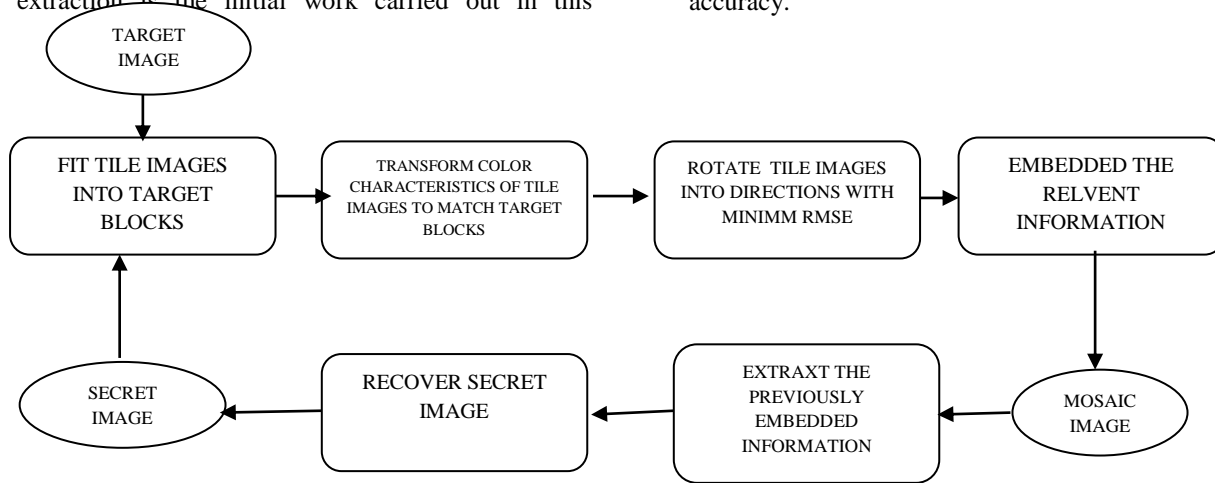 extraction is the initial work carried out in this
accuracy.
TARGET
IMAGE
FIT TILE IMAGES
INTO TARGET
BLOCKS
TRANSFORM COLOR
CHARACTERISTICS OF TILE
IMAGES TO MATCH TARGET
BLOCKS
ROTATE TILE IMAGES
INTO DIRECTIONS WITH
MINIMM RMSE
EMBEDDED THE
RELVENT
INFORMATION
SECRET
IMAGE
RECOVER SECRET
IMAGE
EXTRAXT THE
PREVIOUSLY
EMBEDDED
INFORMATION
MOSAIC
IMAGE